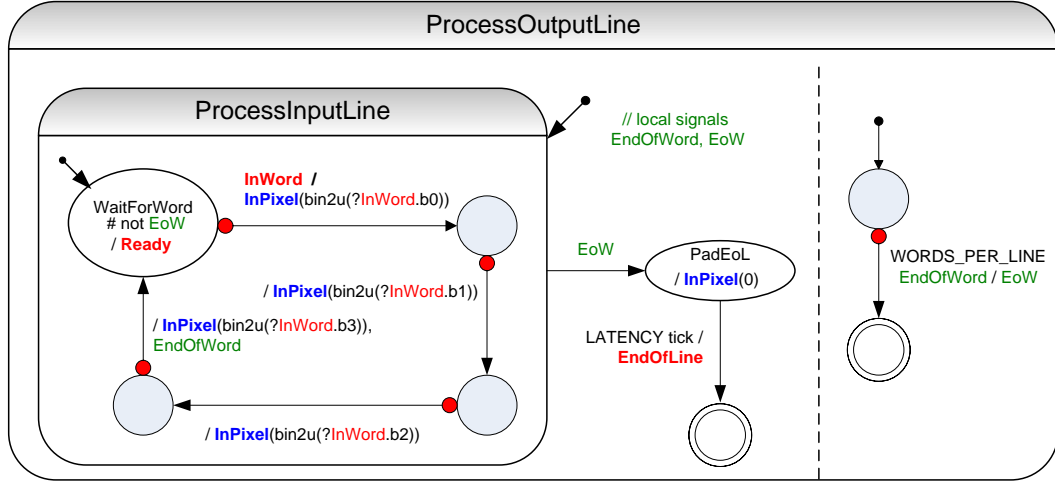 ProcessOutputLine
ProcessInputLine
// local signals
EndOfWord, EoW
WaitForWord
# not EoW
/ Ready
InWord /
InPixel(bin2u(?InWord.b0))
/ InPixel(bin2u(?InWord.b1))
/ InPixel(bin2u(?InWord.b3)),
EndOfWord
/ InPixel(bin2u(?InWord.b2))
EoW
PadEoL
/ InPixel(0)
LATENCY tick /
EndOfLine
WORDS_PER_LINE
EndOfWord / EoW